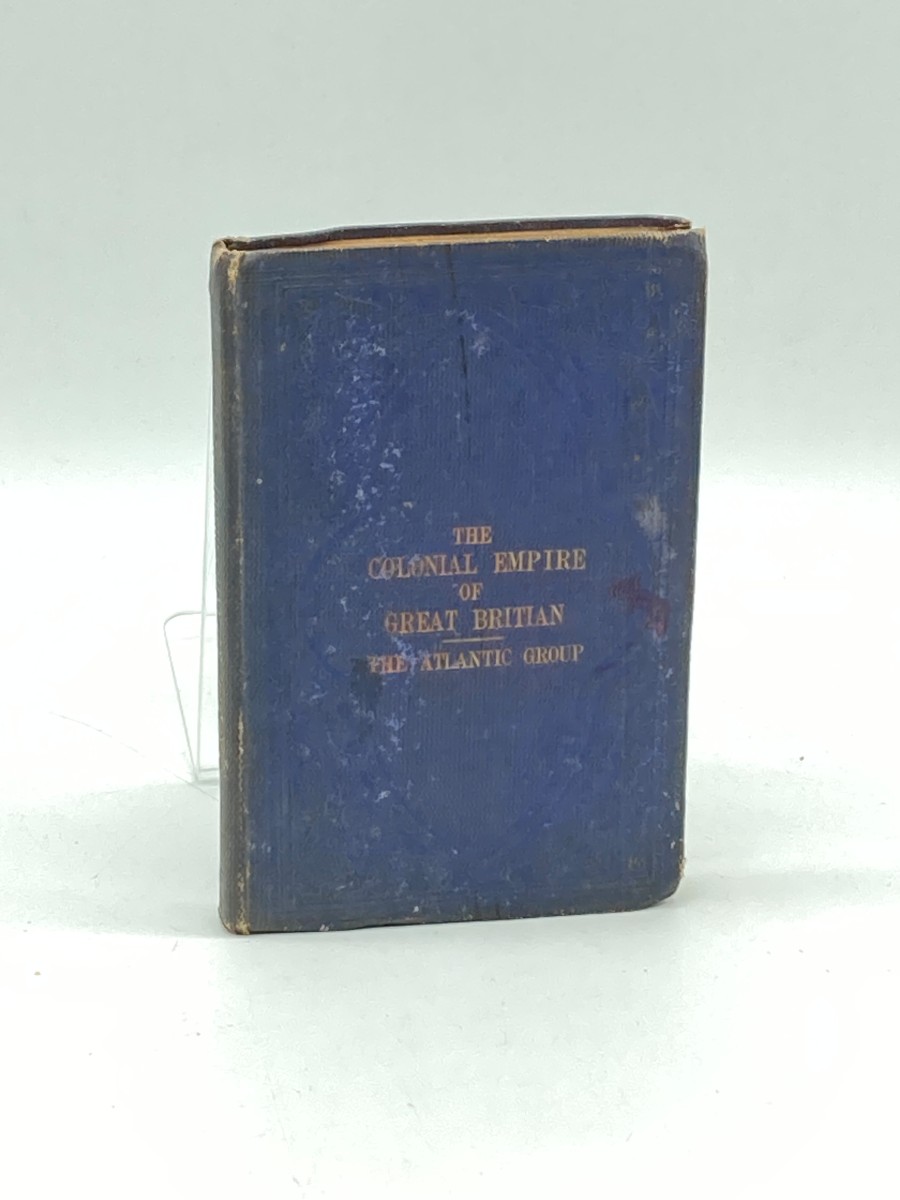 THE
COLONIAL EMPIRE
OF
GREAT BRITIAN
THE ATLANTIC GROUP